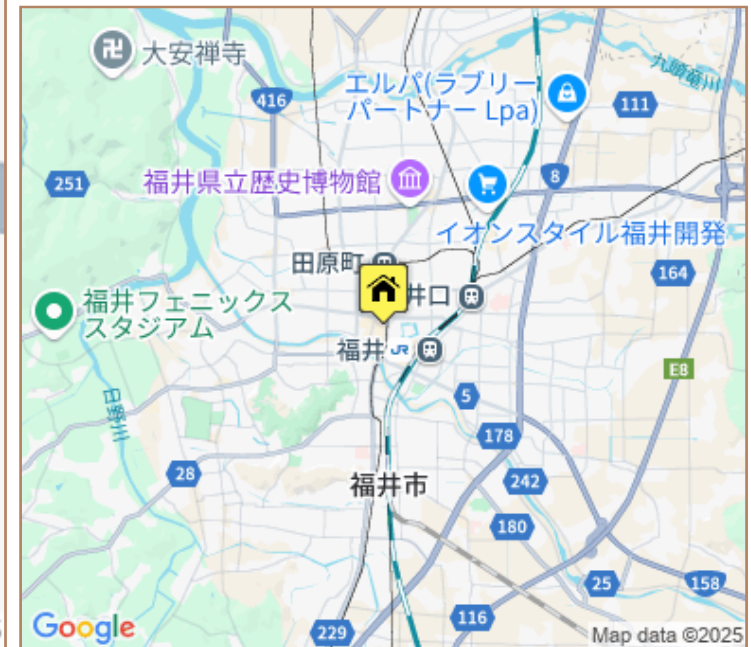 大安禅寺
九頭竜川
エルパ(ラブリー
パートナー Lpa)
416
111
251
8
福井県立歴史博物館
イオンスタイル福井開発
田原町
164
井口
福井フェニックス
スタジアム
福井
JR
E8
日野川
5
178
28
242
福井市
180
25
158
116
229
Google
Map data ©2025